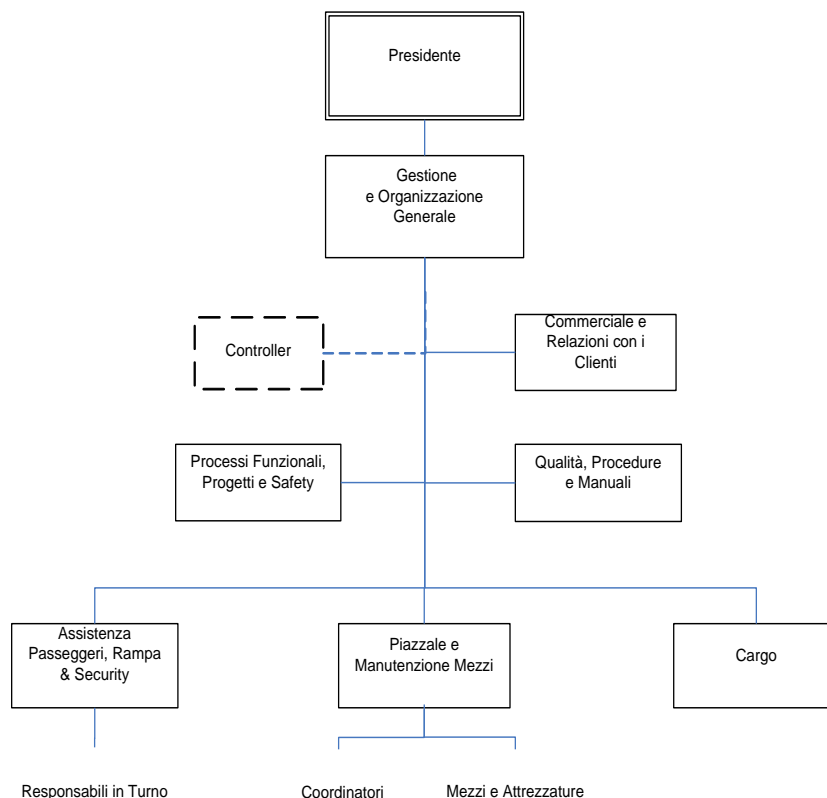 Presidente
Gestione
e Organizzazione
Generale
Controller
Commerciale e
Relazioni con i
Clienti
Processi Funzionali,
Progetti e Safety
Qualità, Procedure
e Manuali
Assistenza
Passeggeri, Rampa
& Security
Piazzale e
Manutenzione Mezzi
Cargo
Responsabili in Turno
Coordinatori
Mezzi e Attrezzature